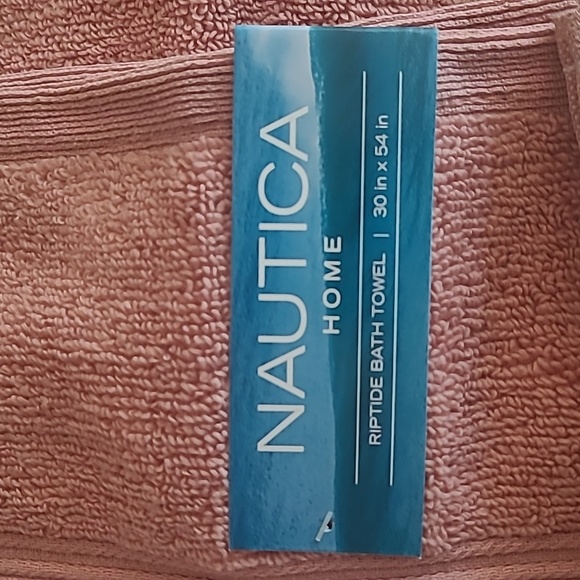 NAUTICA
HOME
RIPTIDE BATH TOWEL | 30 in x 54 in